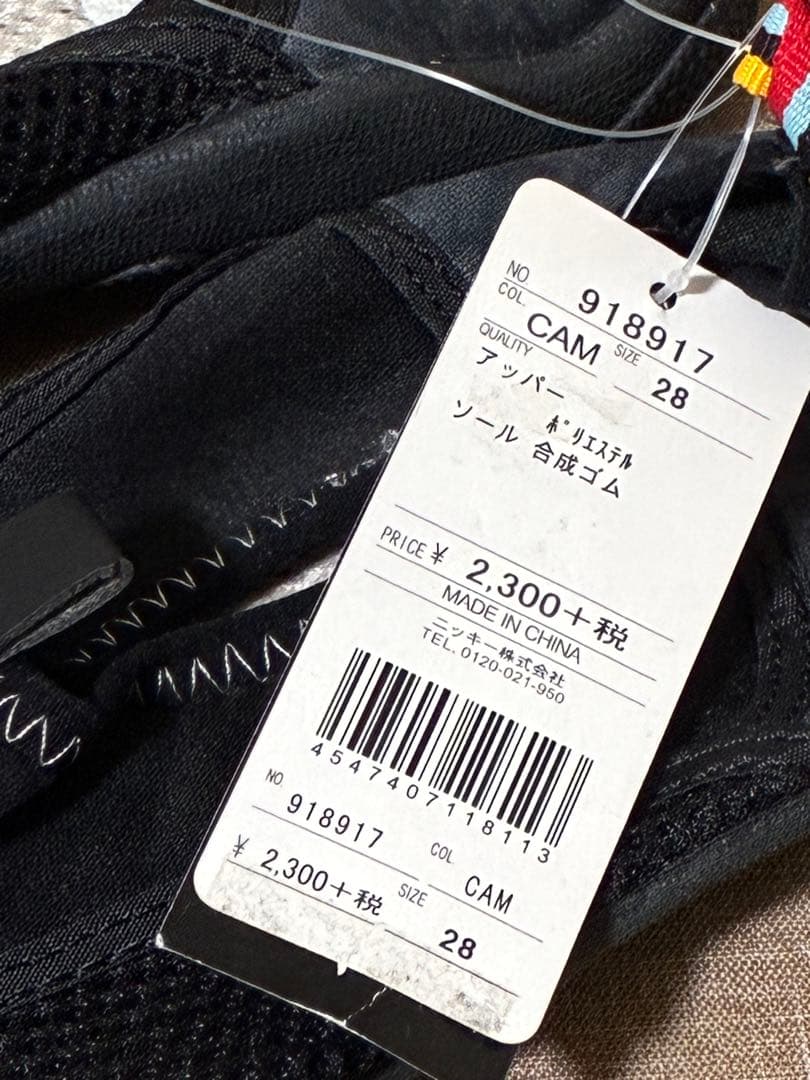 NO. 918917
COL. CAM SIZE 28
QUALITY
アッパー
ポリエステル
ソール 合成ゴム
PRICE ¥ 2,300+税
MADE IN CHINA
ニッキー株式会社
TEL. 0120-021-950
4547407118113
NO. 918917 COL CAM
¥ 2,300+税 SIZE 28